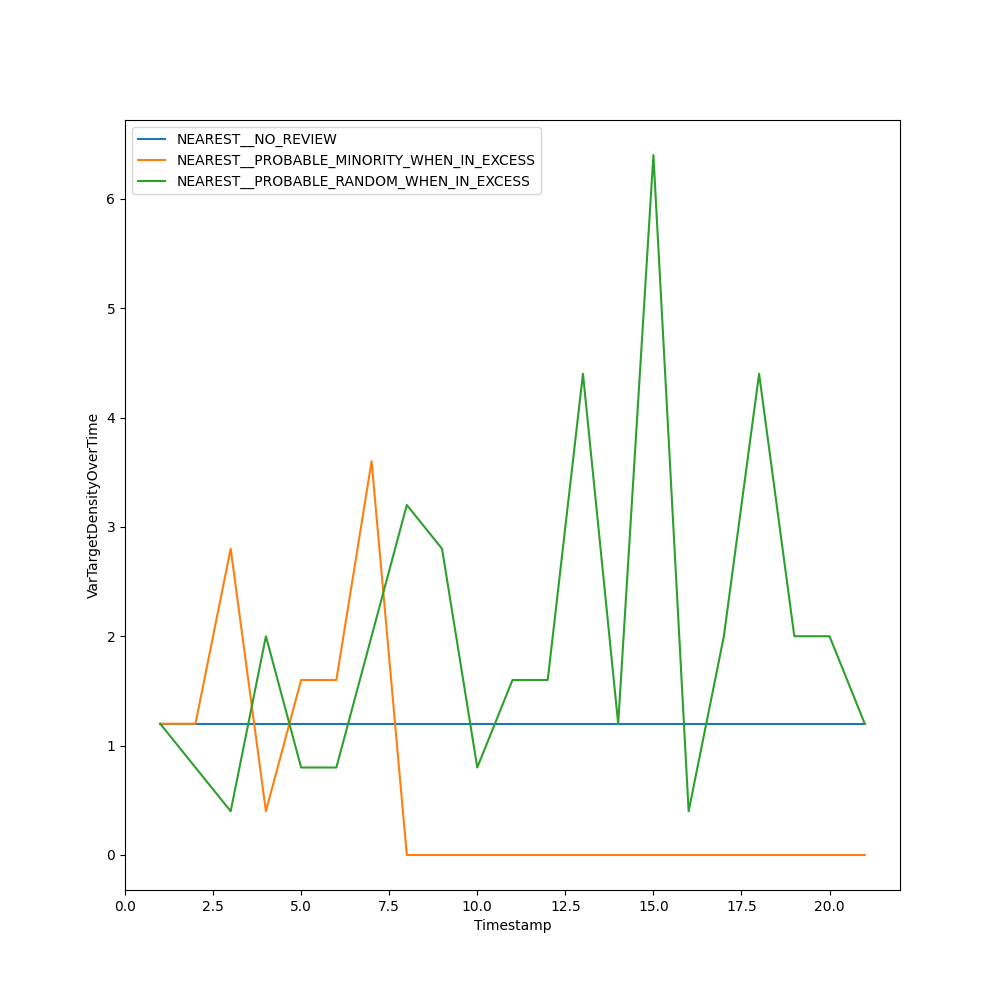 NEAREST__NO_REVIEW
NEAREST__PROBABLE_MINORITY_WHEN_IN_EXCESS
NEAREST__PROBABLE_RANDOM_WHEN_IN_EXCESS
VarTargetDensityOverTime
6
5
4
3
2
1
0
0.0 2.5 5.0 7.5 10.0 12.5 15.0 17.5 20.0
Timestamp